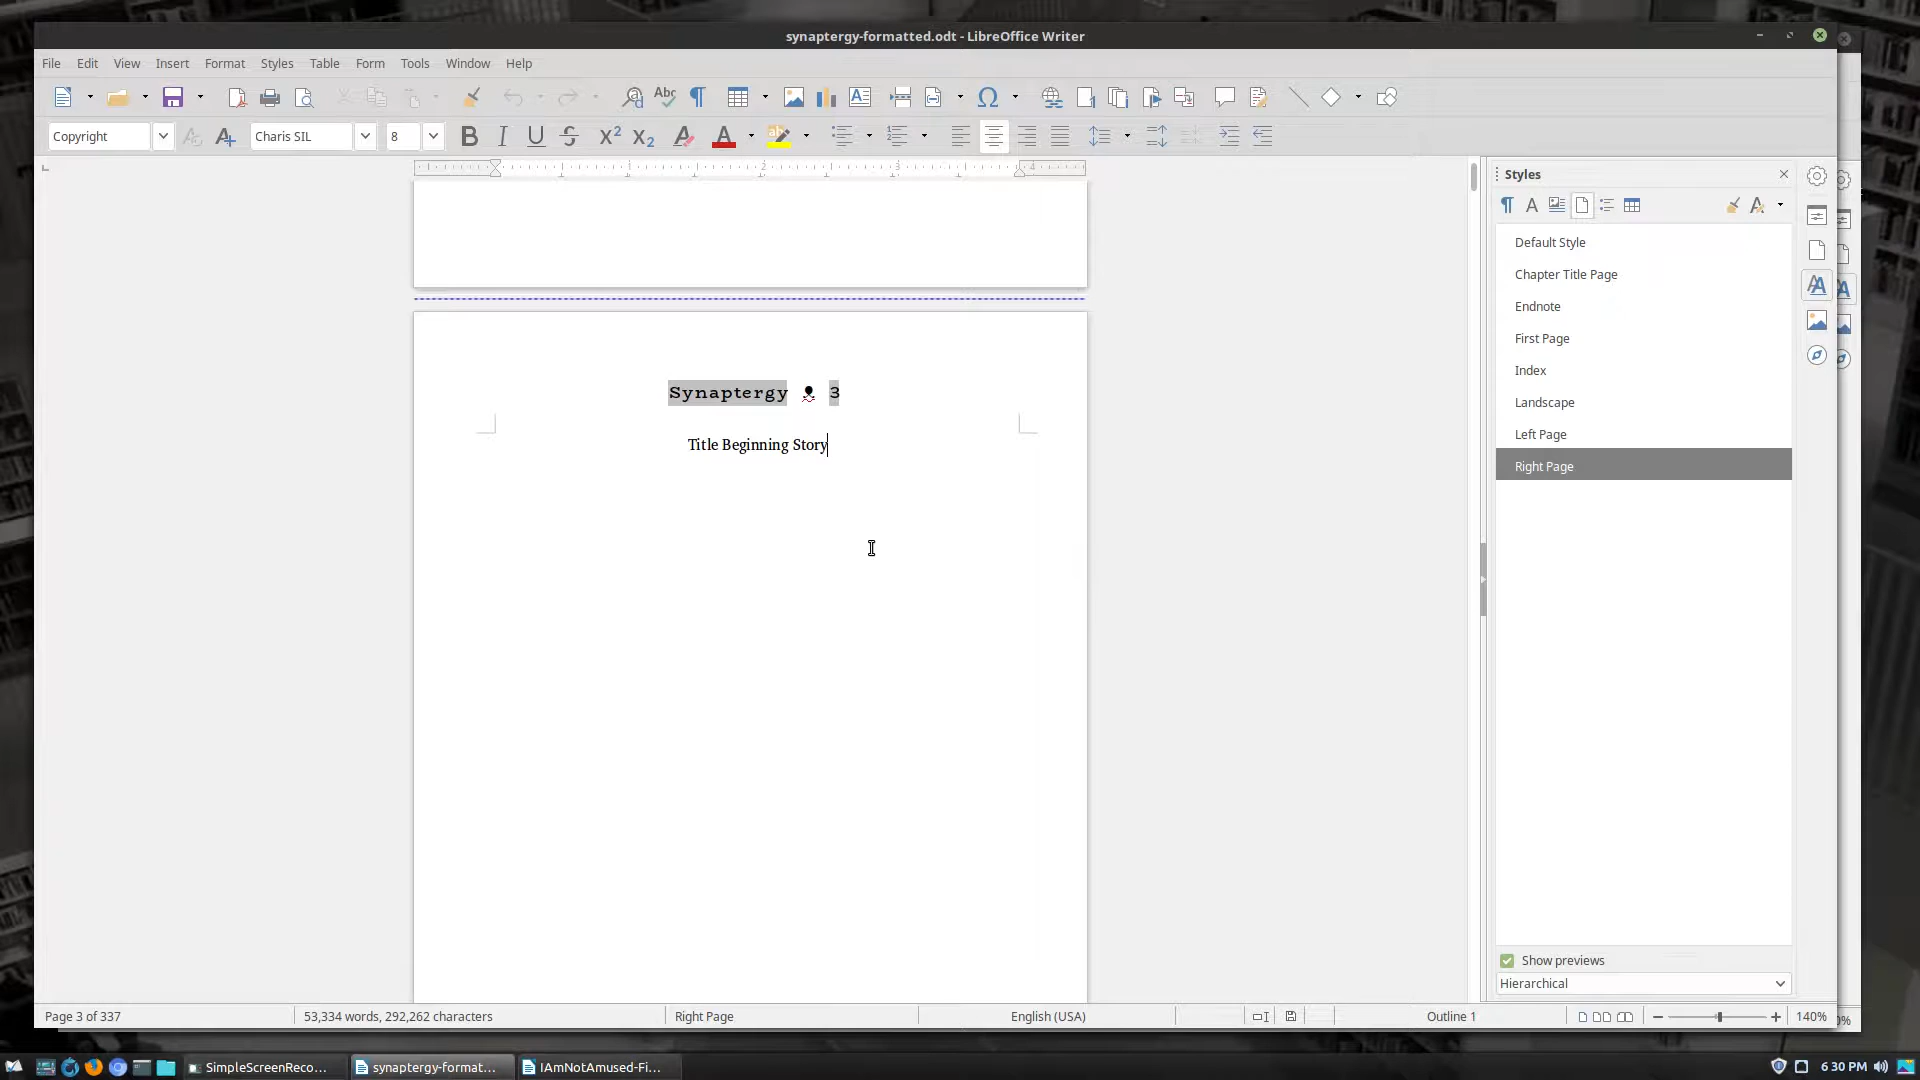 synaptergy-formatted.odt - LibreOffice Writer
File Edit View Insert Format Styles Table Form Tools Window Help
Copyright Charis SIL 8
Styles
Default Style
Chapter Title Page
Endnote
First Page
Index
Landscape
Left Page
Right Page
Synaptergy 3
Title Beginning Story
Show previews
Hierarchical
Page 3 of 337 53,334 words, 292,262 characters Right Page English (USA) Outline 1 140%
SimpleScreenReco... synaptergy-format... IAmNotAmused-Fi... 6:30 PM